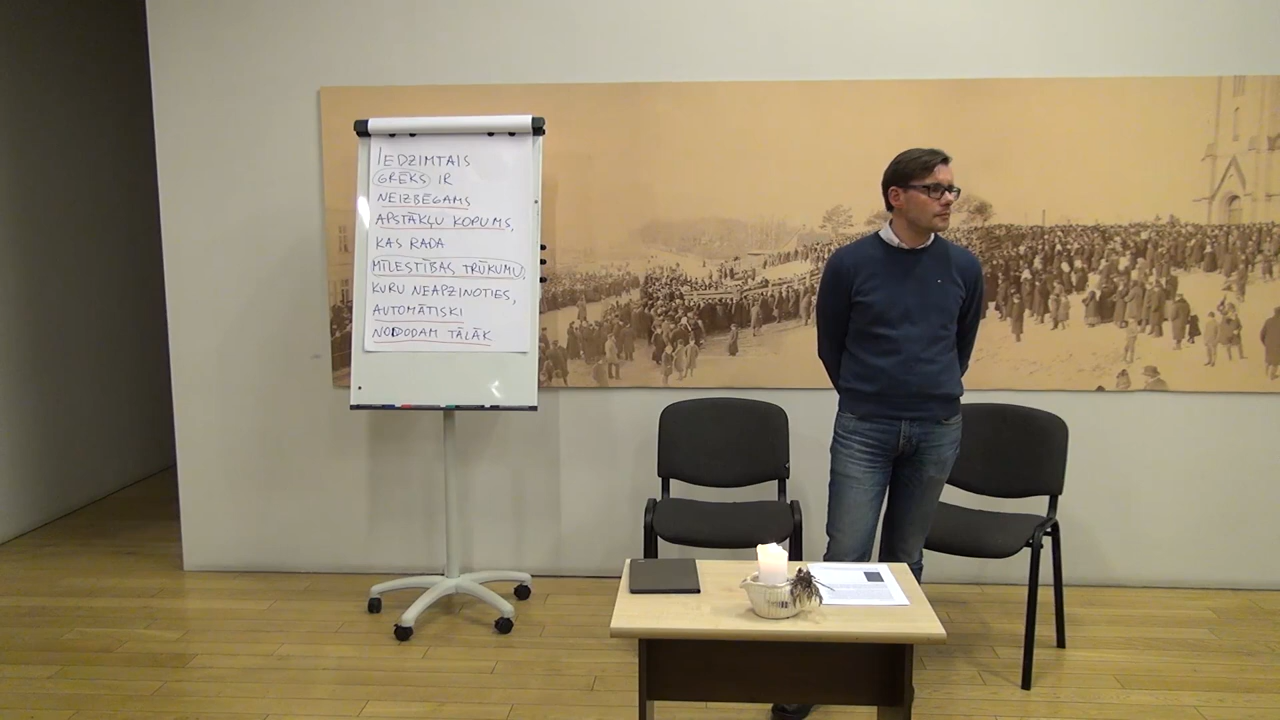 IEDZIMTAIS
GRĒKS IR
NEIZBĒGAMS
APSTĀKĻU KOPUMS,
KAS RADA
MĪLESTĪBAS TRŪKUMU,
KURU NEAPZINOTIES,
AUTOMĀTISKI
NODODAM TĀLĀK